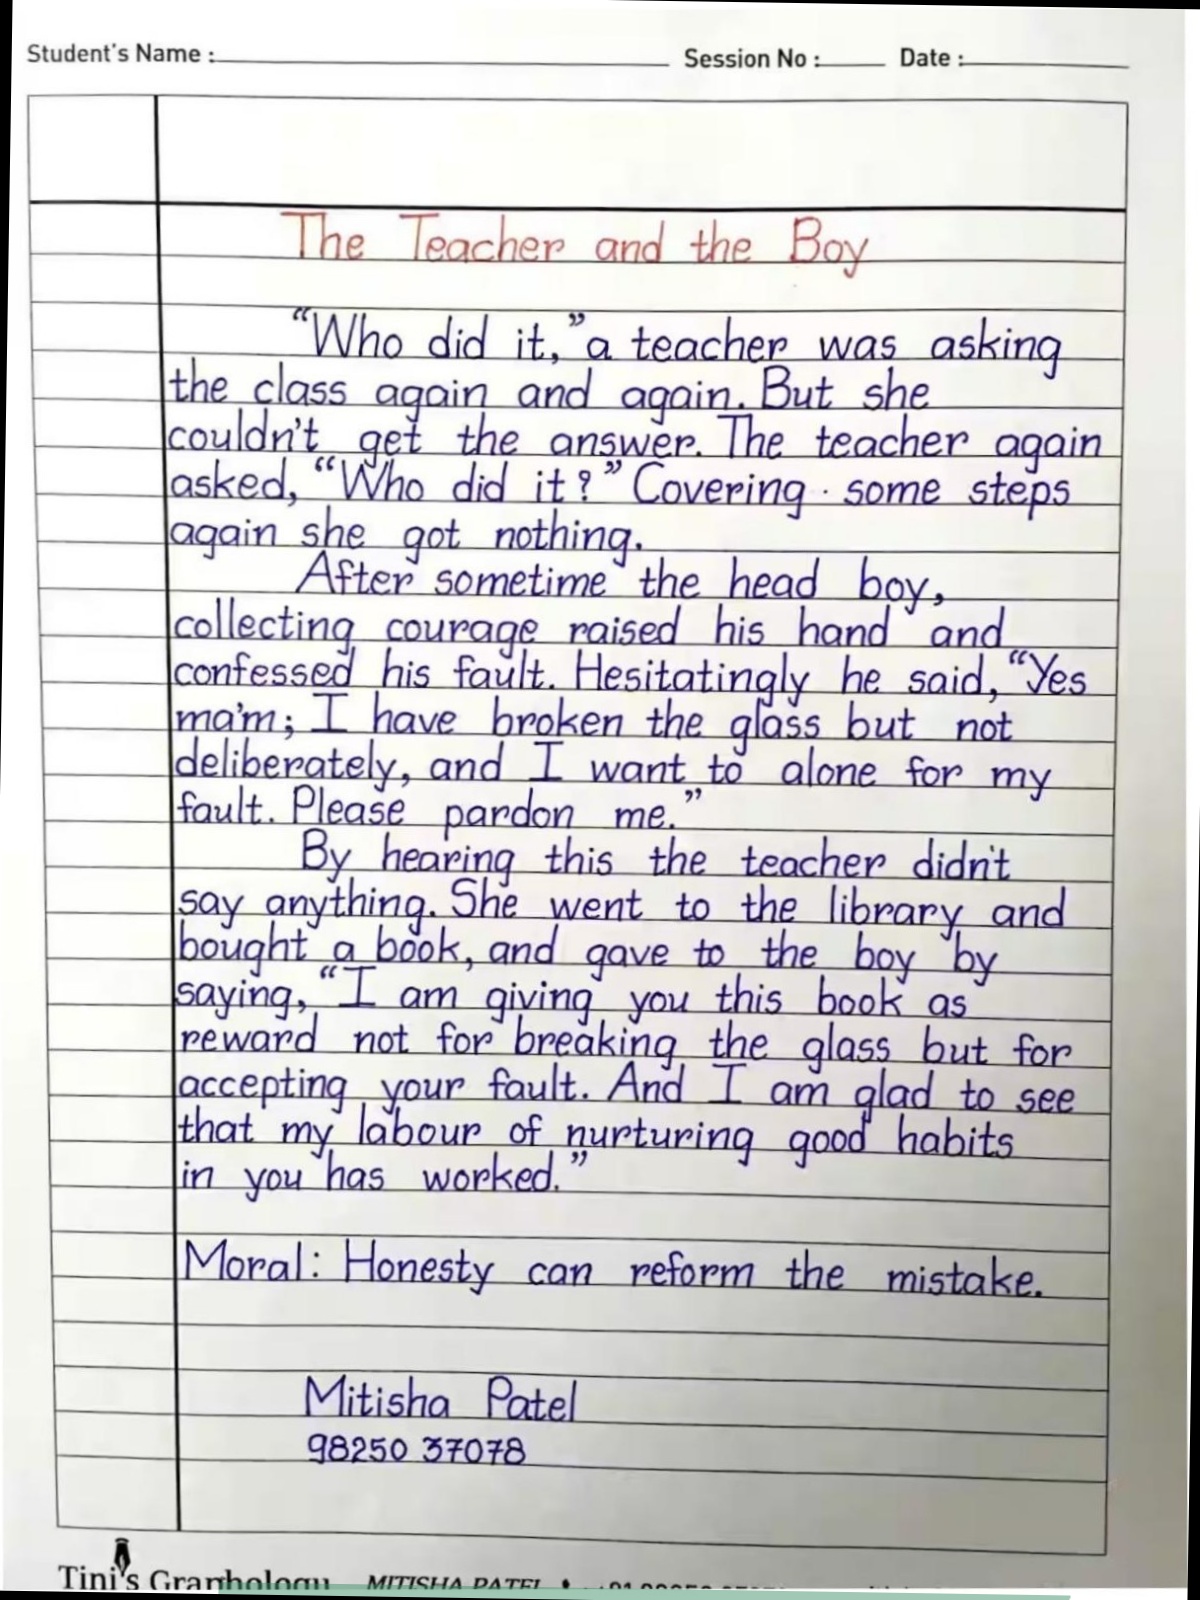 Student's Name : Session No : Date :
The Teacher and the Boy
"Who did it," a teacher was asking
the class again and again. But she
couldn't get the answer. The teacher again
asked, "Who did it?" Covering some steps
again she got nothing.
After sometime the head boy,
collecting courage raised his hand and
confessed his fault. Hesitatingly he said, "Yes
ma'm; I have broken the glass but not
deliberately, and I want to alone for my
fault. Please pardon me."
By hearing this the teacher didn't
say anything. She went to the library and
bought a book, and gave to the boy by
saying, "I am giving you this book as
reward not for breaking the glass but for
accepting your fault. And I am glad to see
that my labour of nurturing good habits
in you has worked."
Moral: Honesty can reform the mistake.
Mitisha Patel
98250 37078
Tini's Graphology MITISHA PATEL